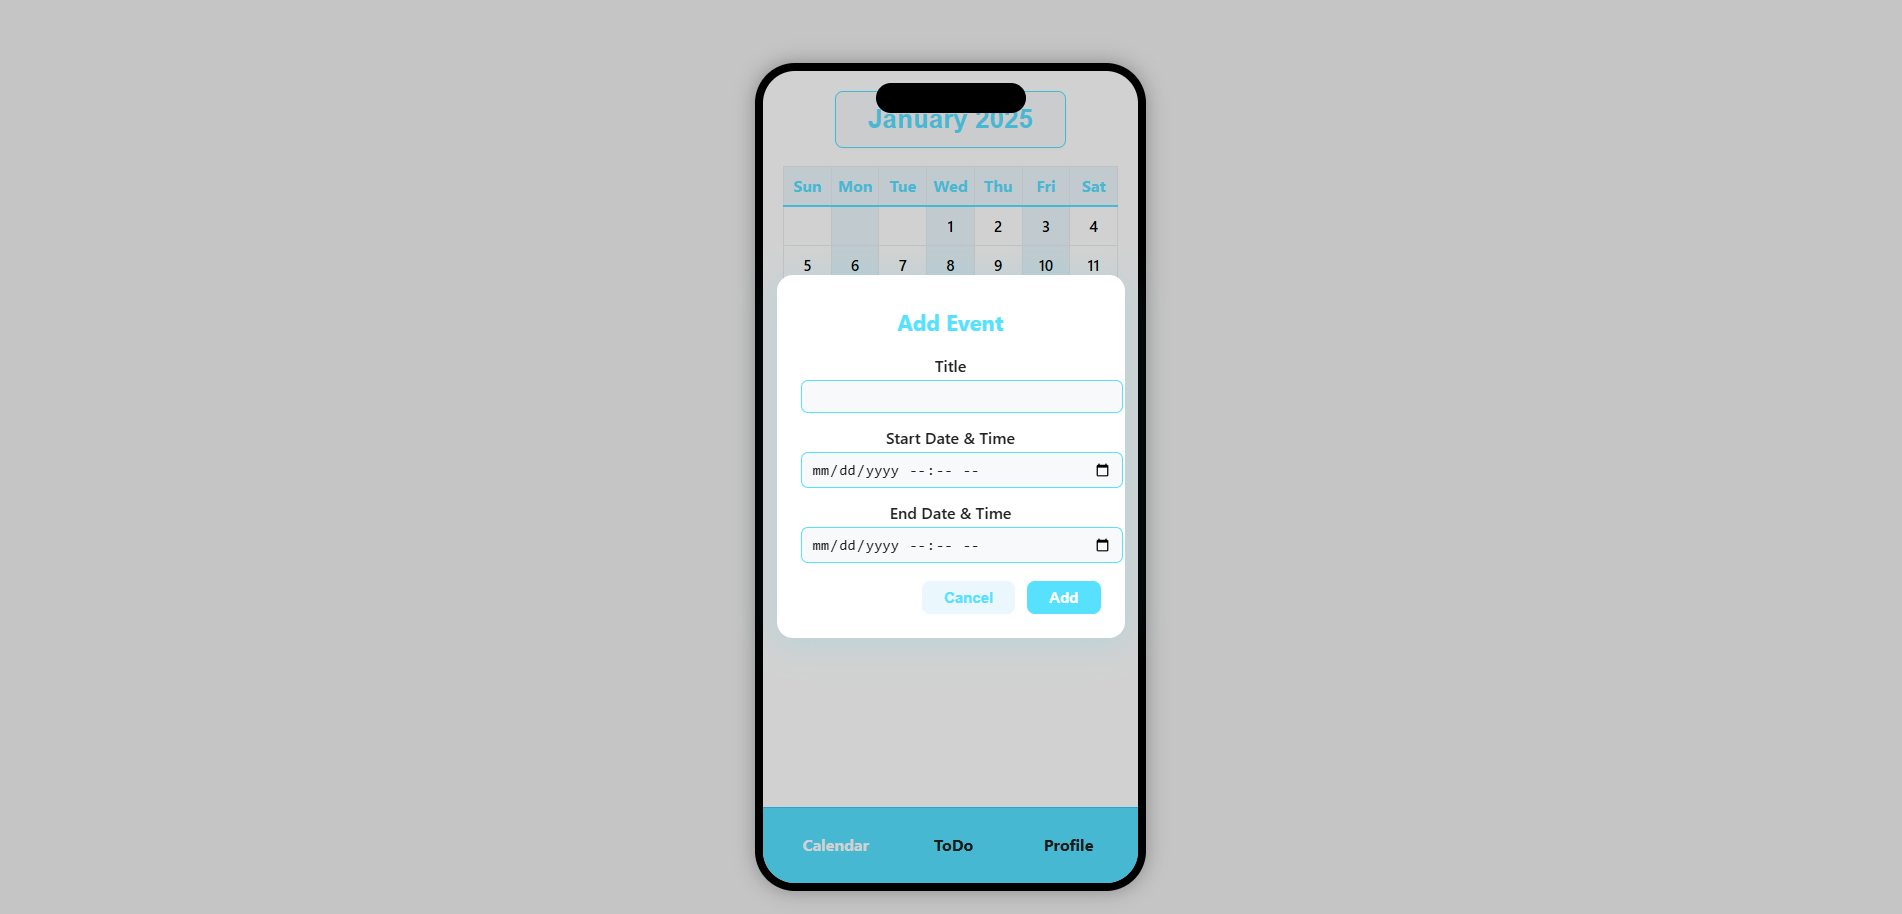 January 2025
Sun Mon Tue Wed Thu Fri Sat
1 2 3 4
5 6 7 8 9 10 11
Add Event
Title
Start Date & Time
mm/dd/yyyy --:-- --
End Date & Time
mm/dd/yyyy --:-- --
Cancel Add
Calendar ToDo Profile